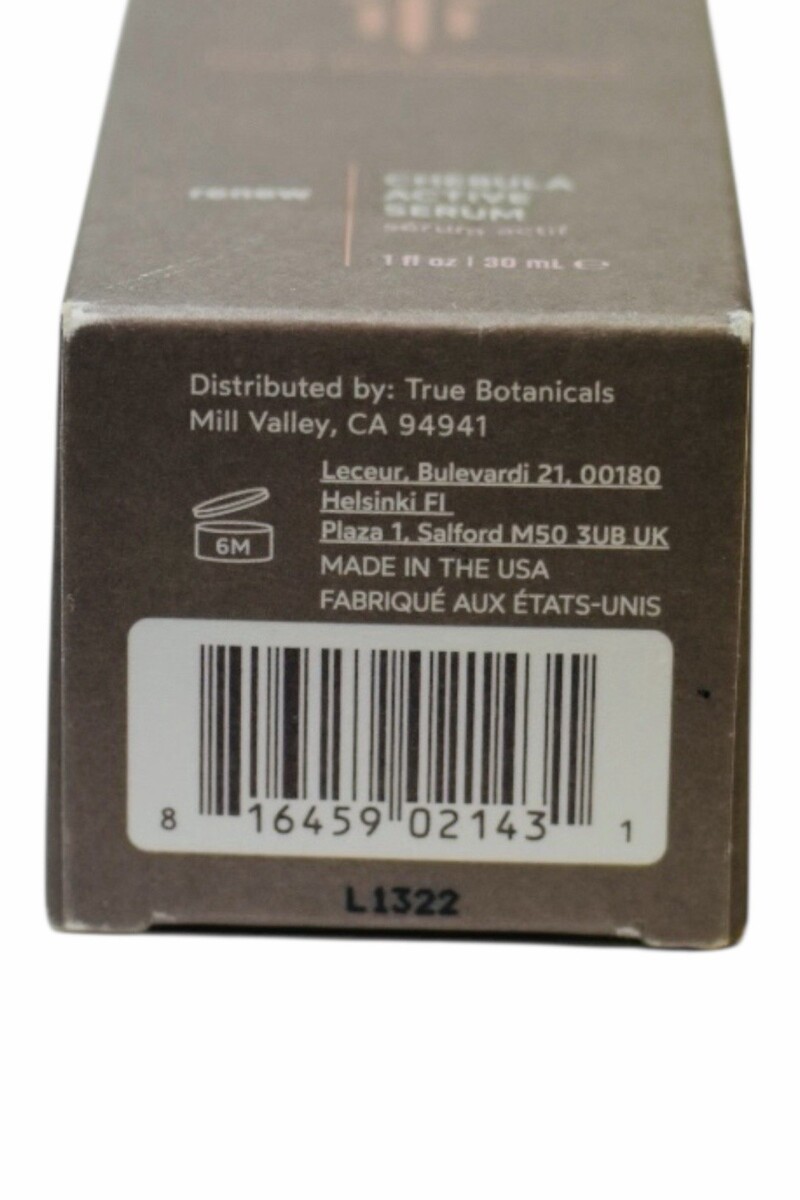 renew
CHEBULA
ACTIVE
SERUM
sérum actif
1 fl oz | 30 mL ℮
Distributed by: True Botanicals
Mill Valley, CA 94941
Leceur, Bulevardi 21, 00180
Helsinki FI
Plaza 1, Salford M50 3UB UK
6M
MADE IN THE USA
FABRIQUÉ AUX ÉTATS-UNIS
8 16459 02143 1
L1322